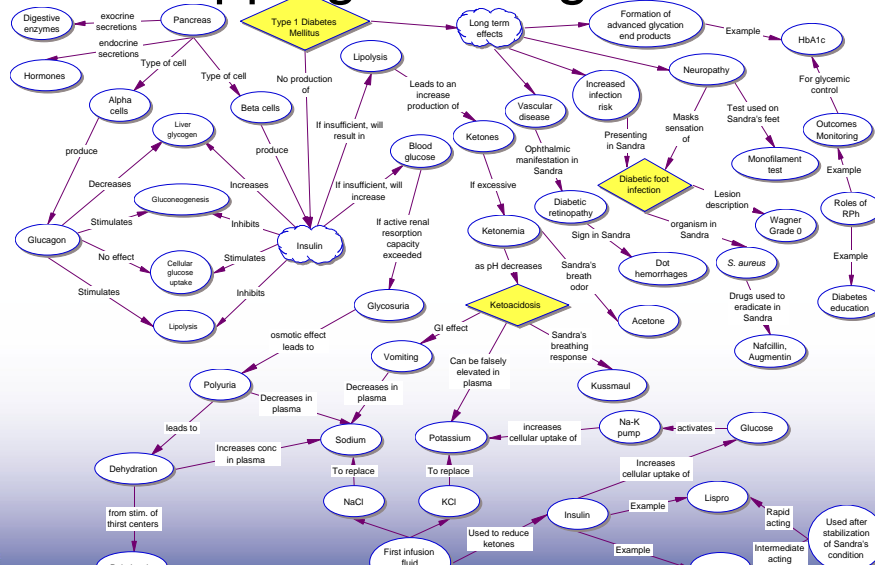 Digestive
enzymes
exocrine
secretions
Pancreas
Type 1 Diabetes
Mellitus
Long term
effects
Formation of
advanced glycation
end products
Example
HbA1c
endocrine
secretions
Hormones
Type of cell
Type of cell
No production
of
Lipolysis
Leads to an
increase
production of
Increased
infection
risk
Neuropathy
For glycemic
control
Alpha
cells
Beta cells
Liver
glycogen
If insufficient, will
result in
Vascular
disease
Ketones
Masks
sensation
of
Test used on
Sandra's feet
Outcomes
Monitoring
produce
produce
Blood
glucose
Ophthalmic
manifestation in
Sandra
Presenting
in Sandra
Monofilament
test
Example
Decreases
Increases
If insufficient, will
increase
If excessive
Diabetic foot
infection
Lesion
description
Gluconeogenesis
Stimulates
Inhibits
Diabetic
retinopathy
Wagner
Grade 0
Roles of
RPh
Glucagon
Insulin
If active renal
resorption
capacity
exceeded
Ketonemia
Sign in Sandra
organism in
Sandra
No effect
Cellular
glucose
uptake
Stimulates
as pH decreases
Sandra's
breath
odor
Dot
hemorrhages
S. aureus
Example
Stimulates
Inhibits
Lipolysis
Glycosuria
Ketoacidosis
Acetone
Drugs used to
eradicate in
Sandra
Diabetes
education
osmotic effect
leads to
GI effect
Vomiting
Can be falsely
elevated in
plasma
Sandra's
breathing
response
Nafcillin,
Augmentin
Polyuria
Decreases in
plasma
Decreases in
plasma
Kussmaul
leads to
Sodium
Potassium
increases
cellular uptake of
Na-K
pump
activates
Glucose
Dehydration
Increases conc
in plasma
To replace
To replace
Increases
cellular uptake of
NaCl
KCl
Insulin
Example
Lispro
from stim. of
thirst centers
Rapid
acting
Used after
stabilization
of Sandra's
condition
First infusion
fluid
Used to reduce
ketones
Example
Intermediate
acting